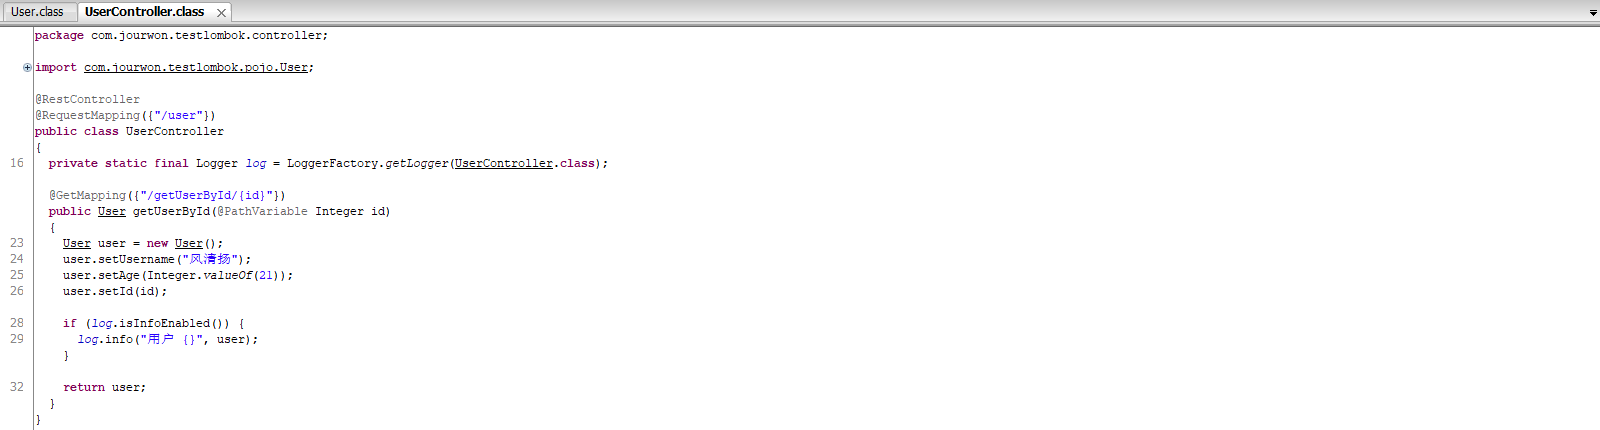 User.class UserController.class
package com.jourwon.testlombok.controller;
import com.jourwon.testlombok.pojo.User;
@RestController
@RequestMapping({"/user"})
public class UserController
{
16 private static final Logger log = LoggerFactory.getLogger(UserController.class);
@GetMapping({"/getUserById/{id}"})
public User getUserById(@PathVariable Integer id)
{
23 User user = new User();
24 user.setUsername("风清扬");
25 user.setAge(Integer.valueOf(21));
26 user.setId(id);
28 if (log.isInfoEnabled()) {
29 log.info("用户 {}", user);
}
32 return user;
}
}